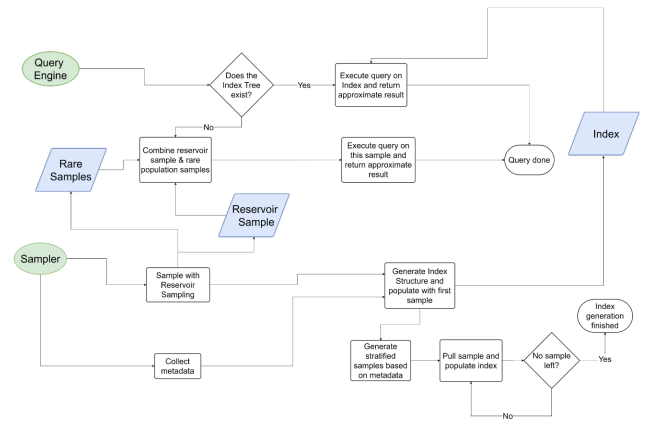 Query
Engine
Does the
Index Tree
exist?
Yes
Execute query on
Index and return
approximate result
Index
No
Rare
Samples
Combine reservoir
sample & rare
population samples
Execute query on
this sample and
return approximate
result
Query done
Reservoir
Sample
Sampler
Sample with
Reservoir
Sampling
Generate Index
Structure and
populate with first
sample
Index
generation
finished
Collect
metadata
Generate
stratified
samples based
on metadata
Pull sample and
populate index
No sample
left?
Yes
No